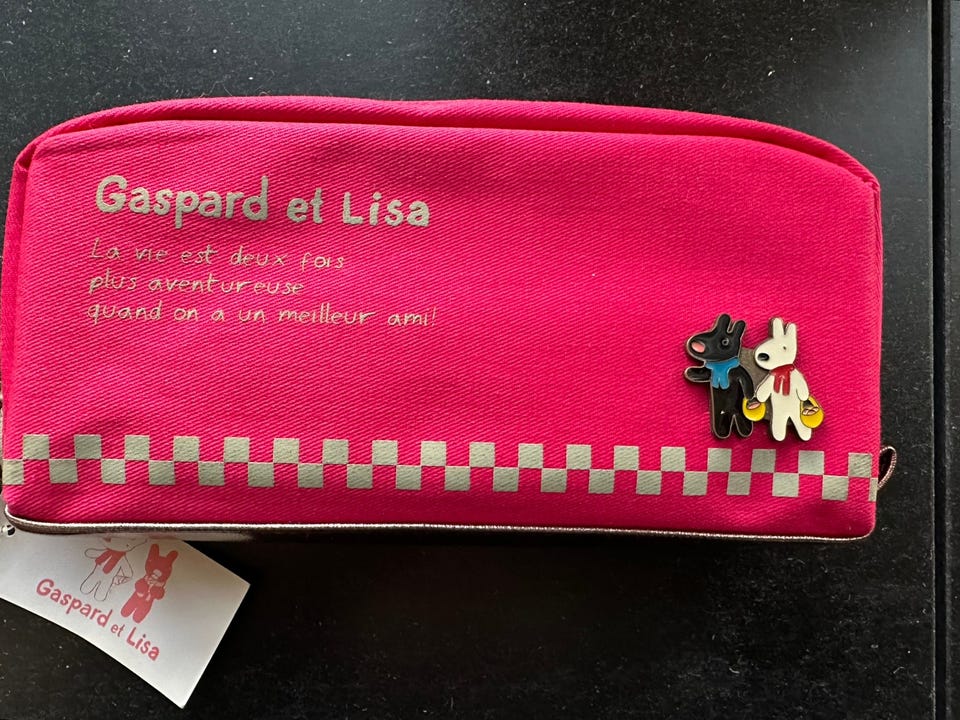 Gaspard et Lisa
La vie est deux fois
plus aventureuse
quand on a un meilleur ami!
Gaspard et Lisa